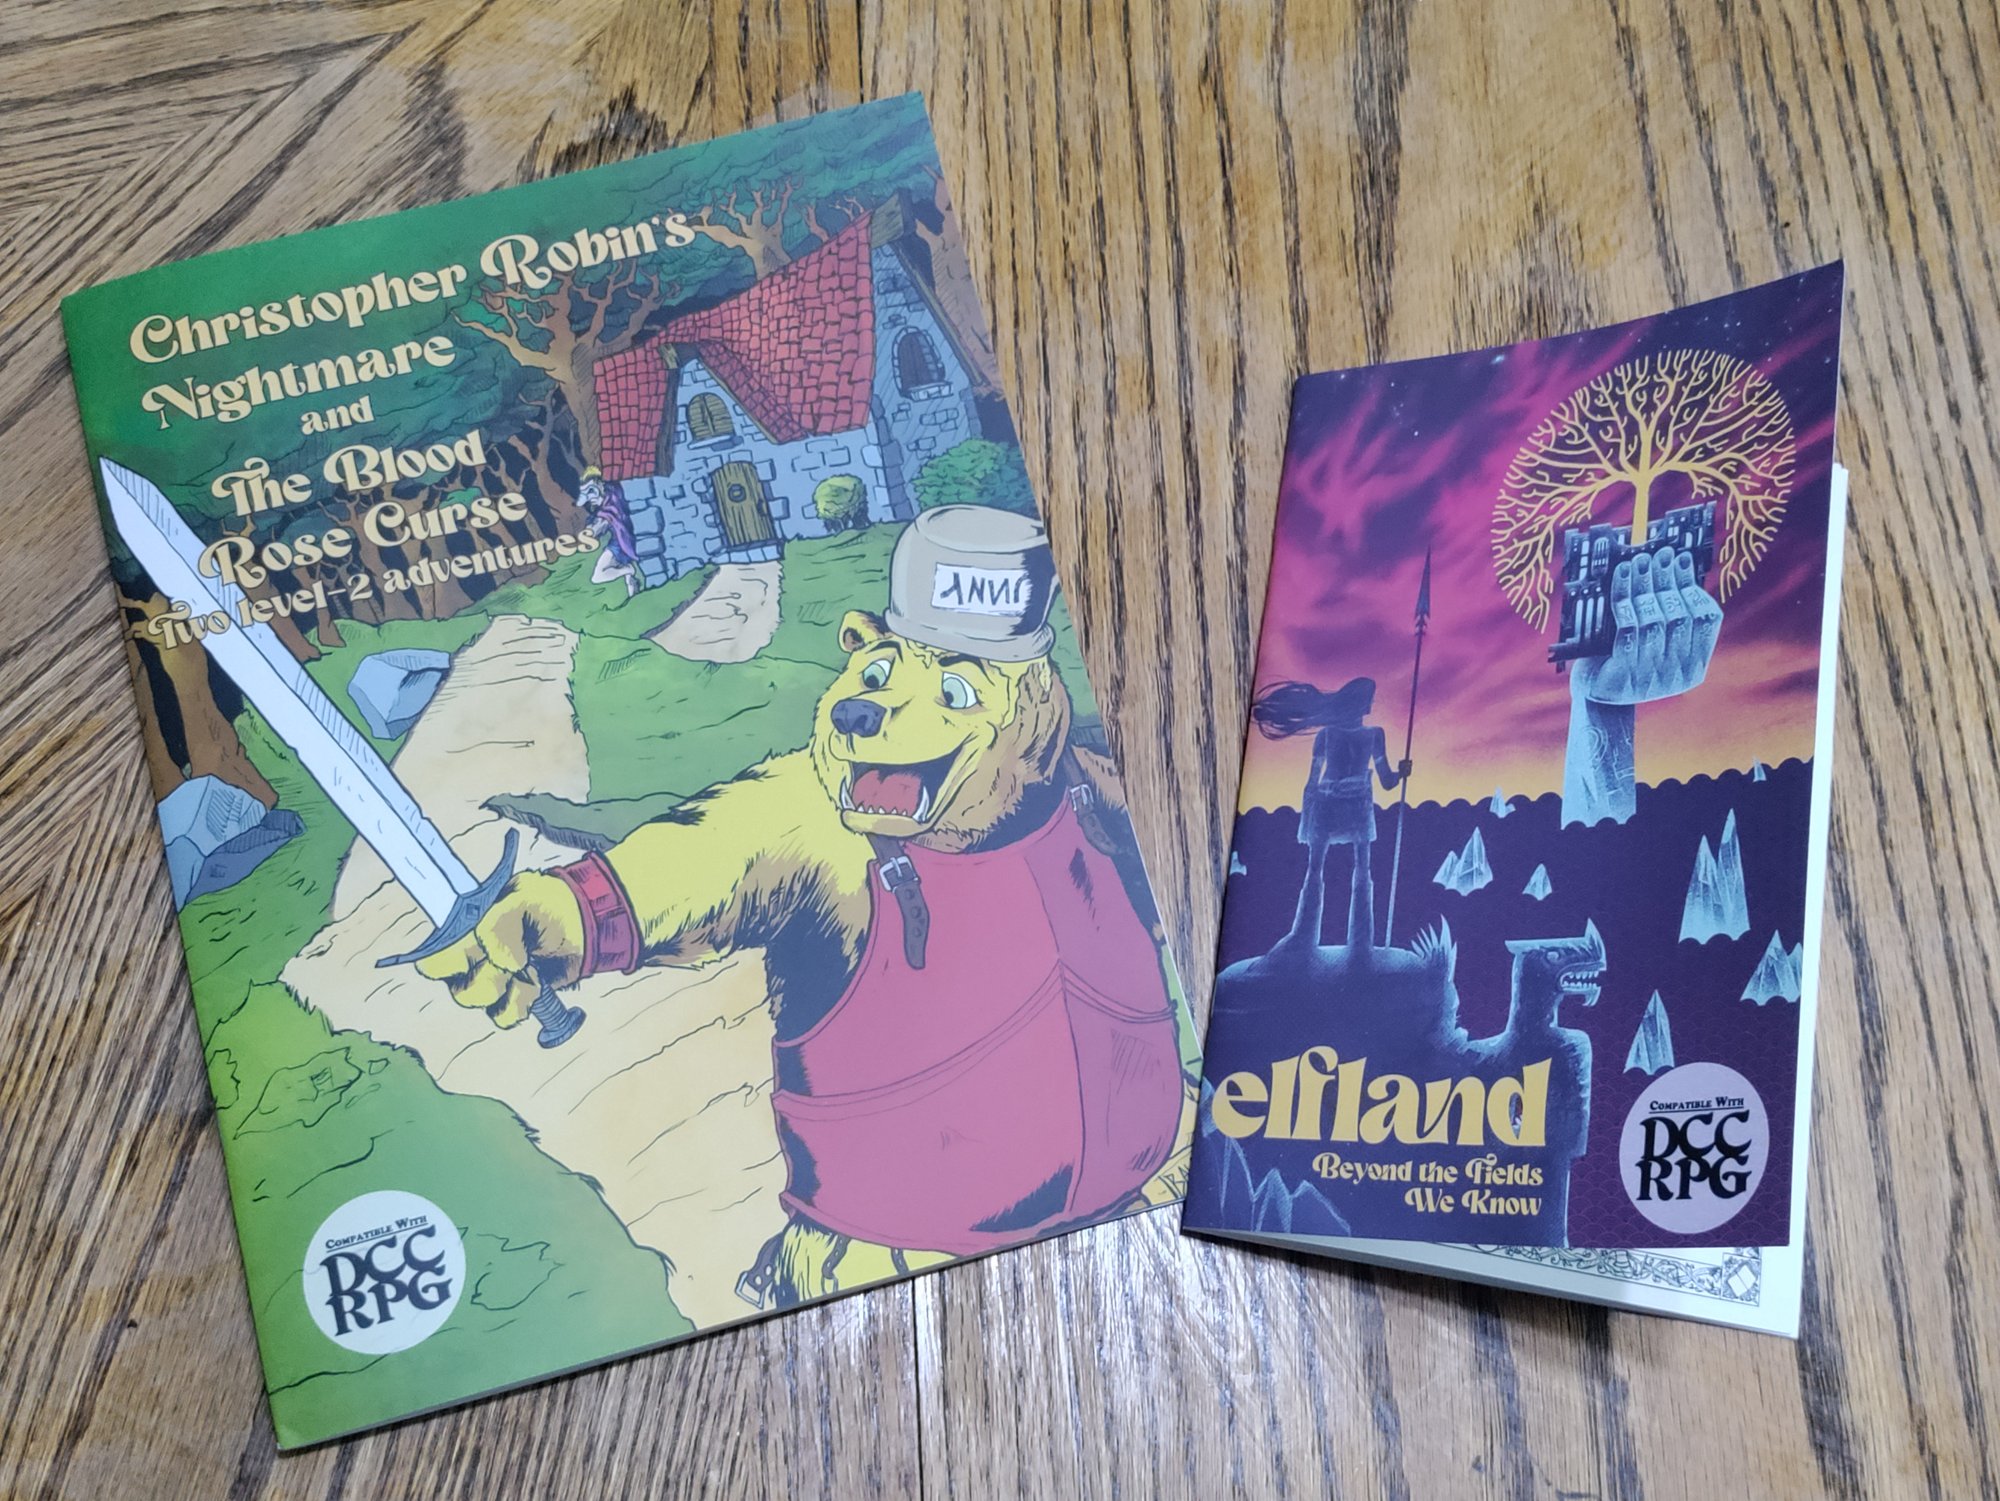 Christopher Robin's
Nightmare
and
The Blood
Rose Curse
Two level-2 adventures
UNNY
COMPATIBLE WITH
DCC
RPG
elfland
Beyond the Fields
We Know
COMPATIBLE WITH
DCC
RPG